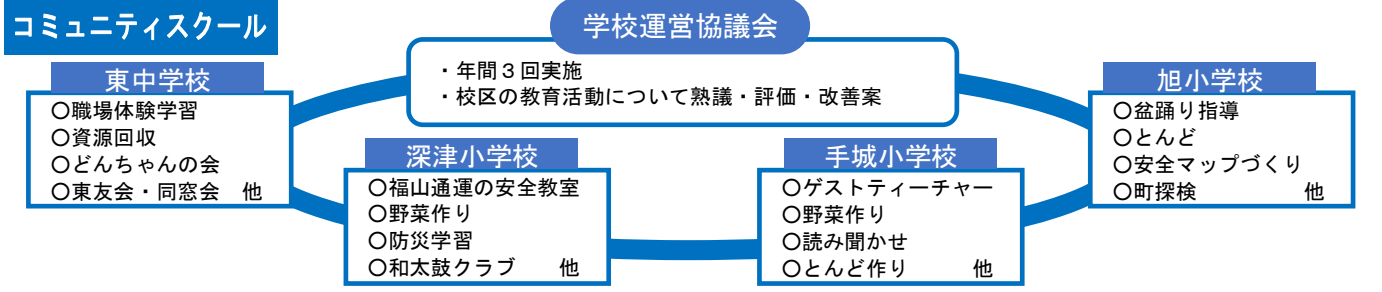 コミュニティスクール
学校運営協議会
・年間３回実施
・校区の教育活動について熟議・評価・改善案
東中学校
〇職場体験学習
〇資源回収
〇どんちゃんの会
〇東友会・同窓会　他
深津小学校
〇福山通運の安全教室
〇野菜作り
〇防災学習
〇和太鼓クラブ　　他
手城小学校
〇ゲストティーチャー
〇野菜作り
〇読み聞かせ
〇とんど作り　　　他
旭小学校
〇盆踊り指導
〇とんど
〇安全マップづくり
〇町探検　　　　　他